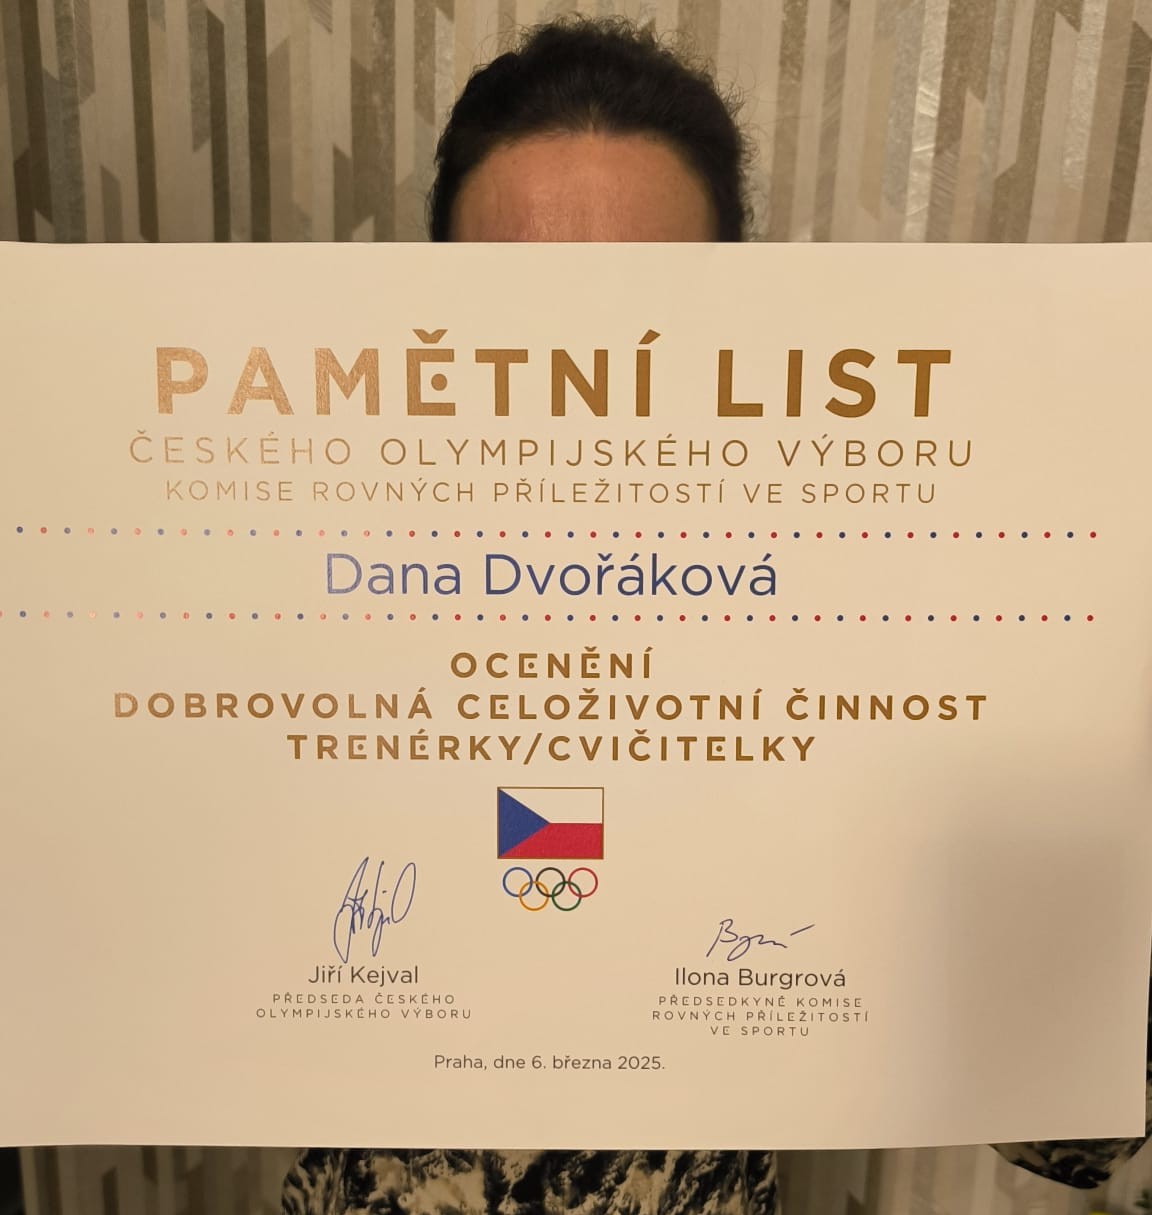 PAMĚTNÍ LIST
ČESKÉHO OLYMPIJSKÉHO VÝBORU
KOMISE ROVNÝCH PŘÍLEŽITOSTÍ VE SPORTU
Dana Dvořáková
OCENĚNÍ
DOBROVOLNÁ CELOŽIVOTNÍ ČINNOST
TRENÉRKY/CVIČITELKY
Jiří Kejval
PŘEDSEDA ČESKÉHO
OLYMPIJSKÉHO VÝBORU
Ilona Burgrová
PŘEDSEDKYNĚ KOMISE
ROVNÝCH PŘÍLEŽITOSTÍ
VE SPORTU
Praha, dne 6. března 2025.